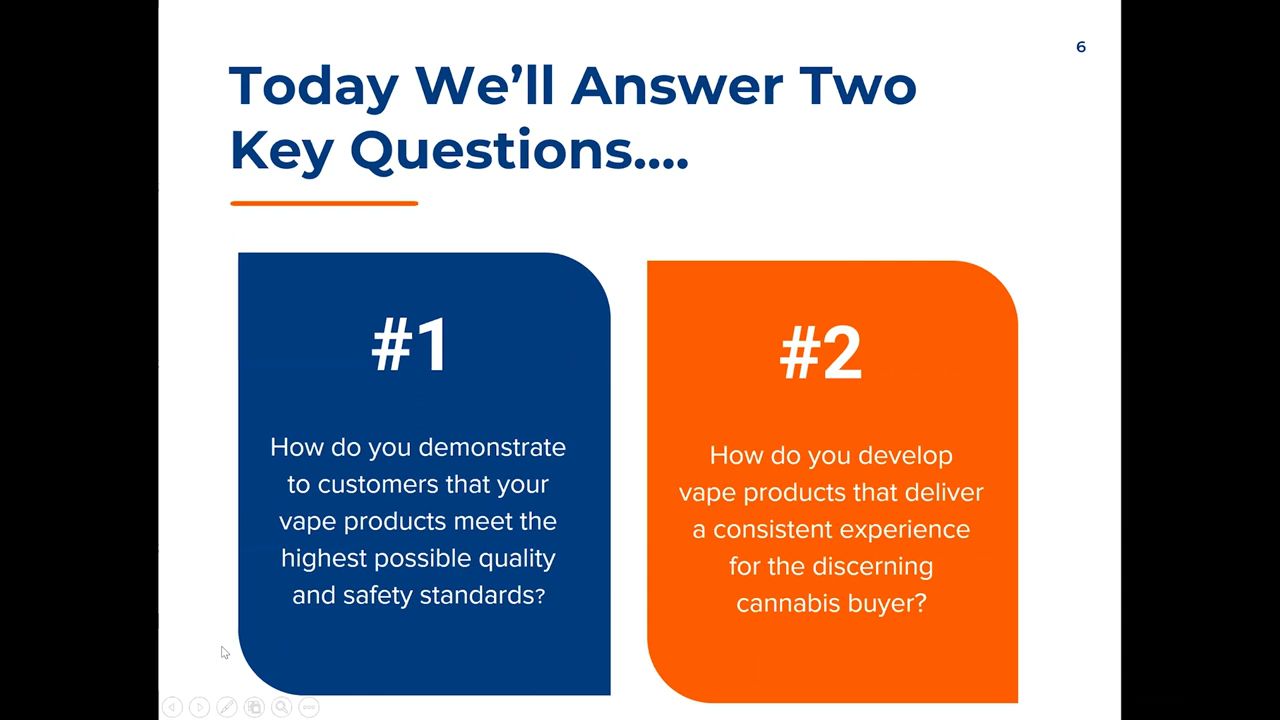 6
Today We’ll Answer Two
Key Questions....
#1
How do you demonstrate
to customers that your
vape products meet the
highest possible quality
and safety standards?
#2
How do you develop
vape products that deliver
a consistent experience
for the discerning
cannabis buyer?